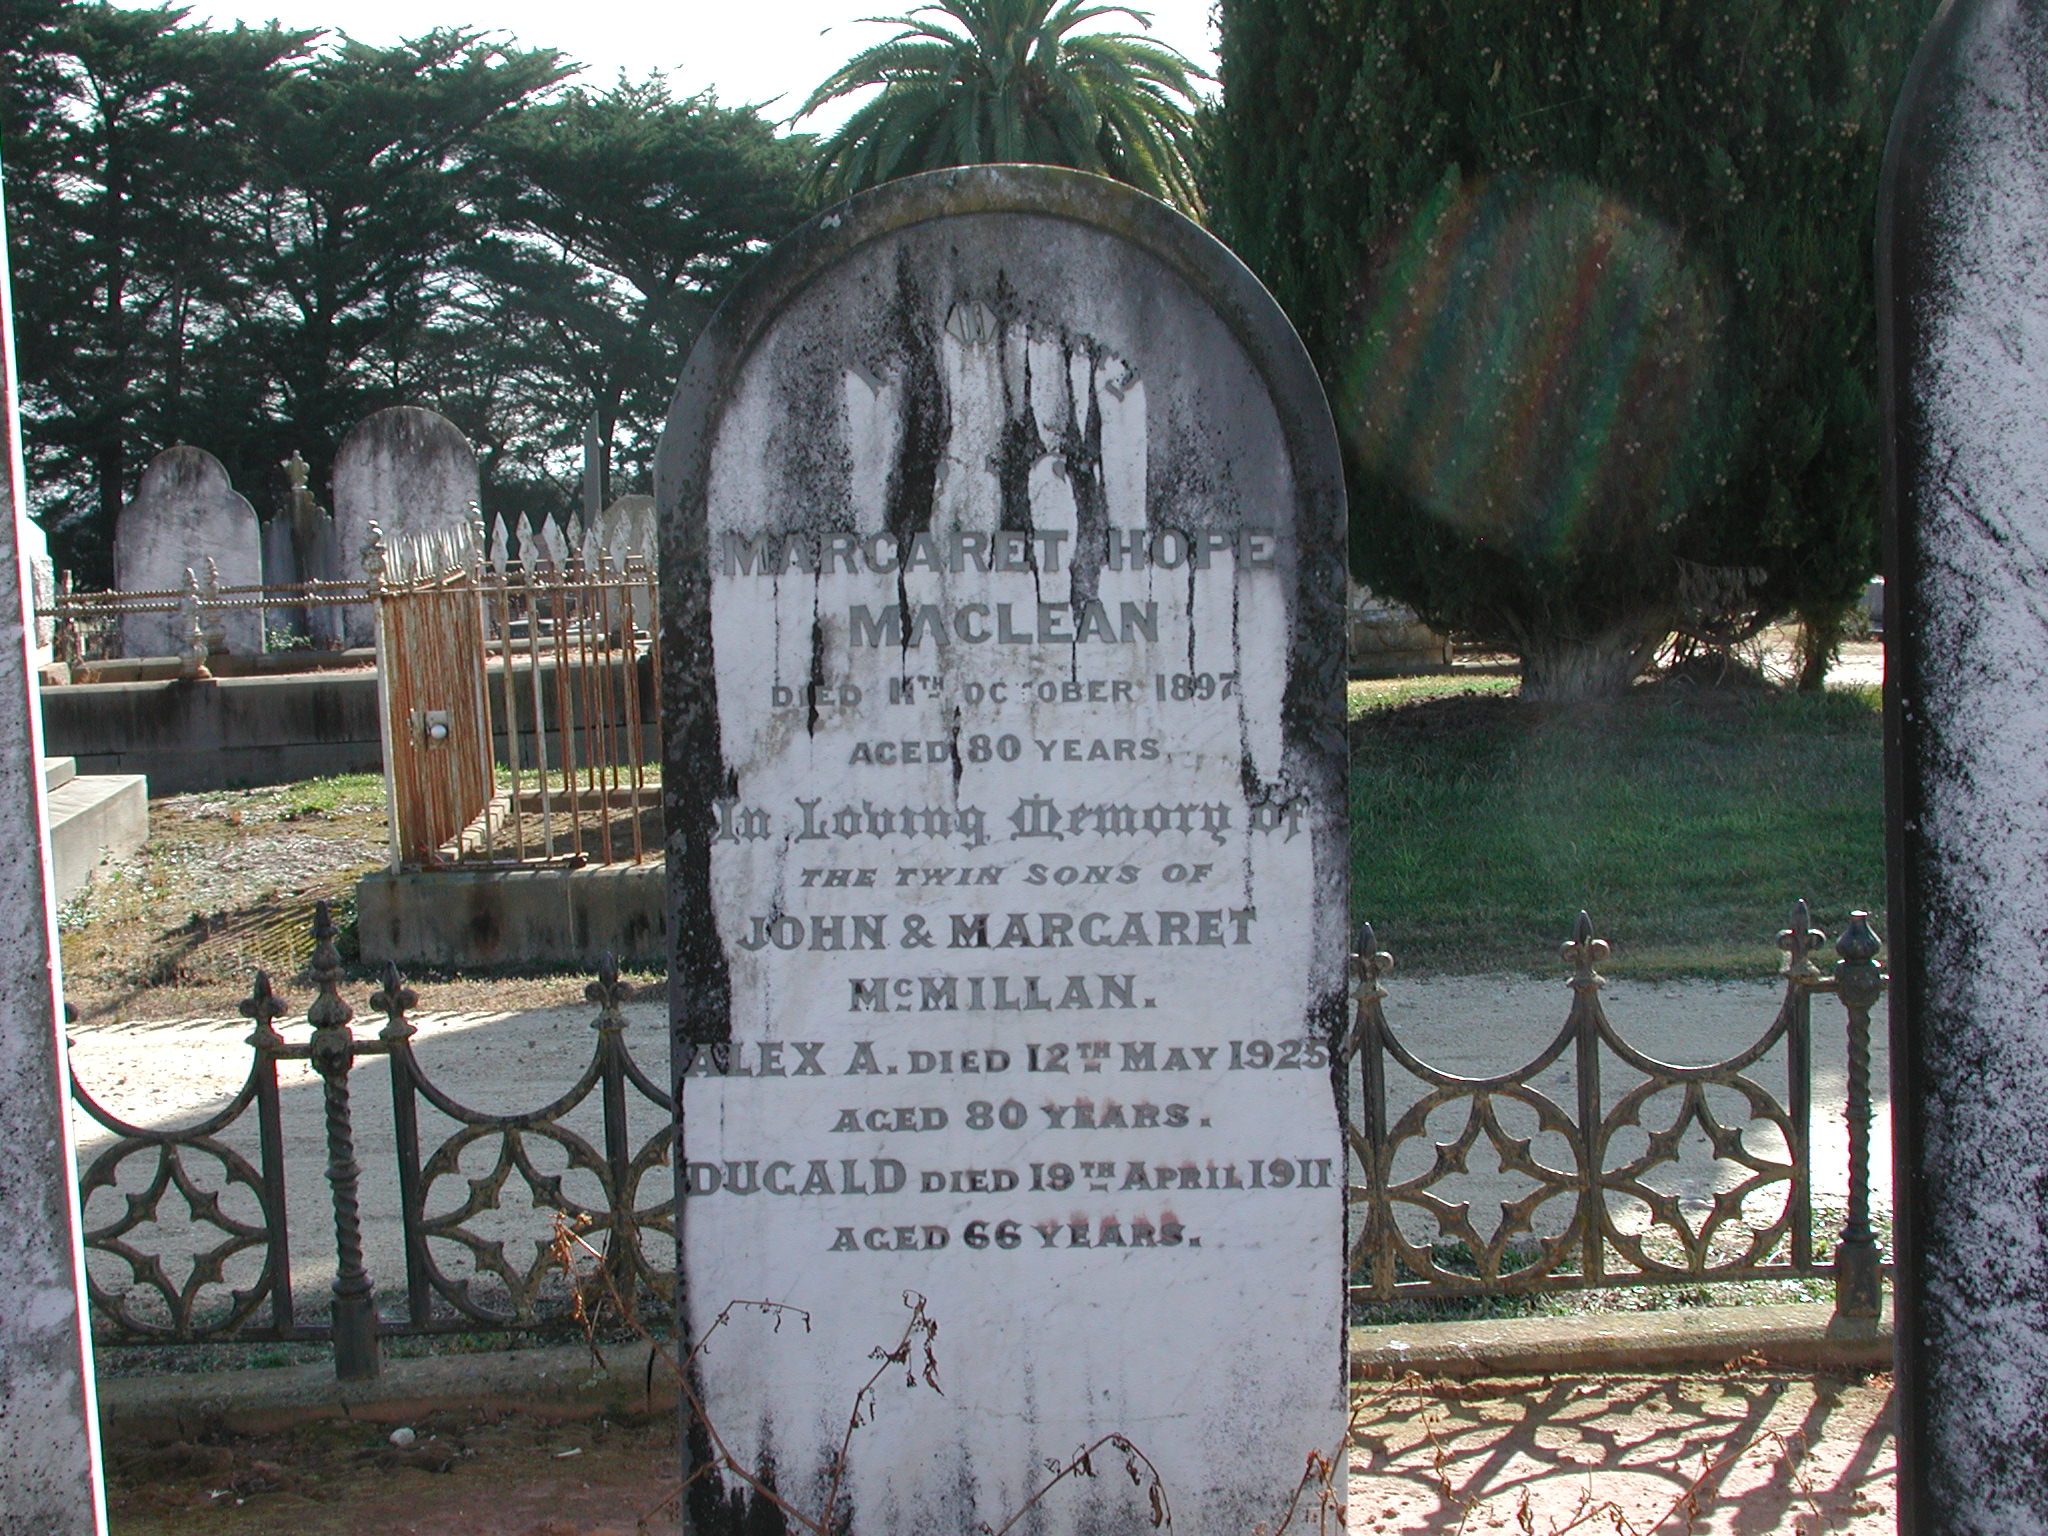 MARGARET HOPE
MACLEAN
DIED 11TH OCTOBER 1897
AGED 80 YEARS.
In Loving Memory of
THE TWIN SONS OF
JOHN & MARGARET
McMILLAN.
ALEX A. DIED 12TH MAY 1925
AGED 80 YEARS.
DUGALD DIED 19TH APRIL 1911
AGED 66 YEARS.